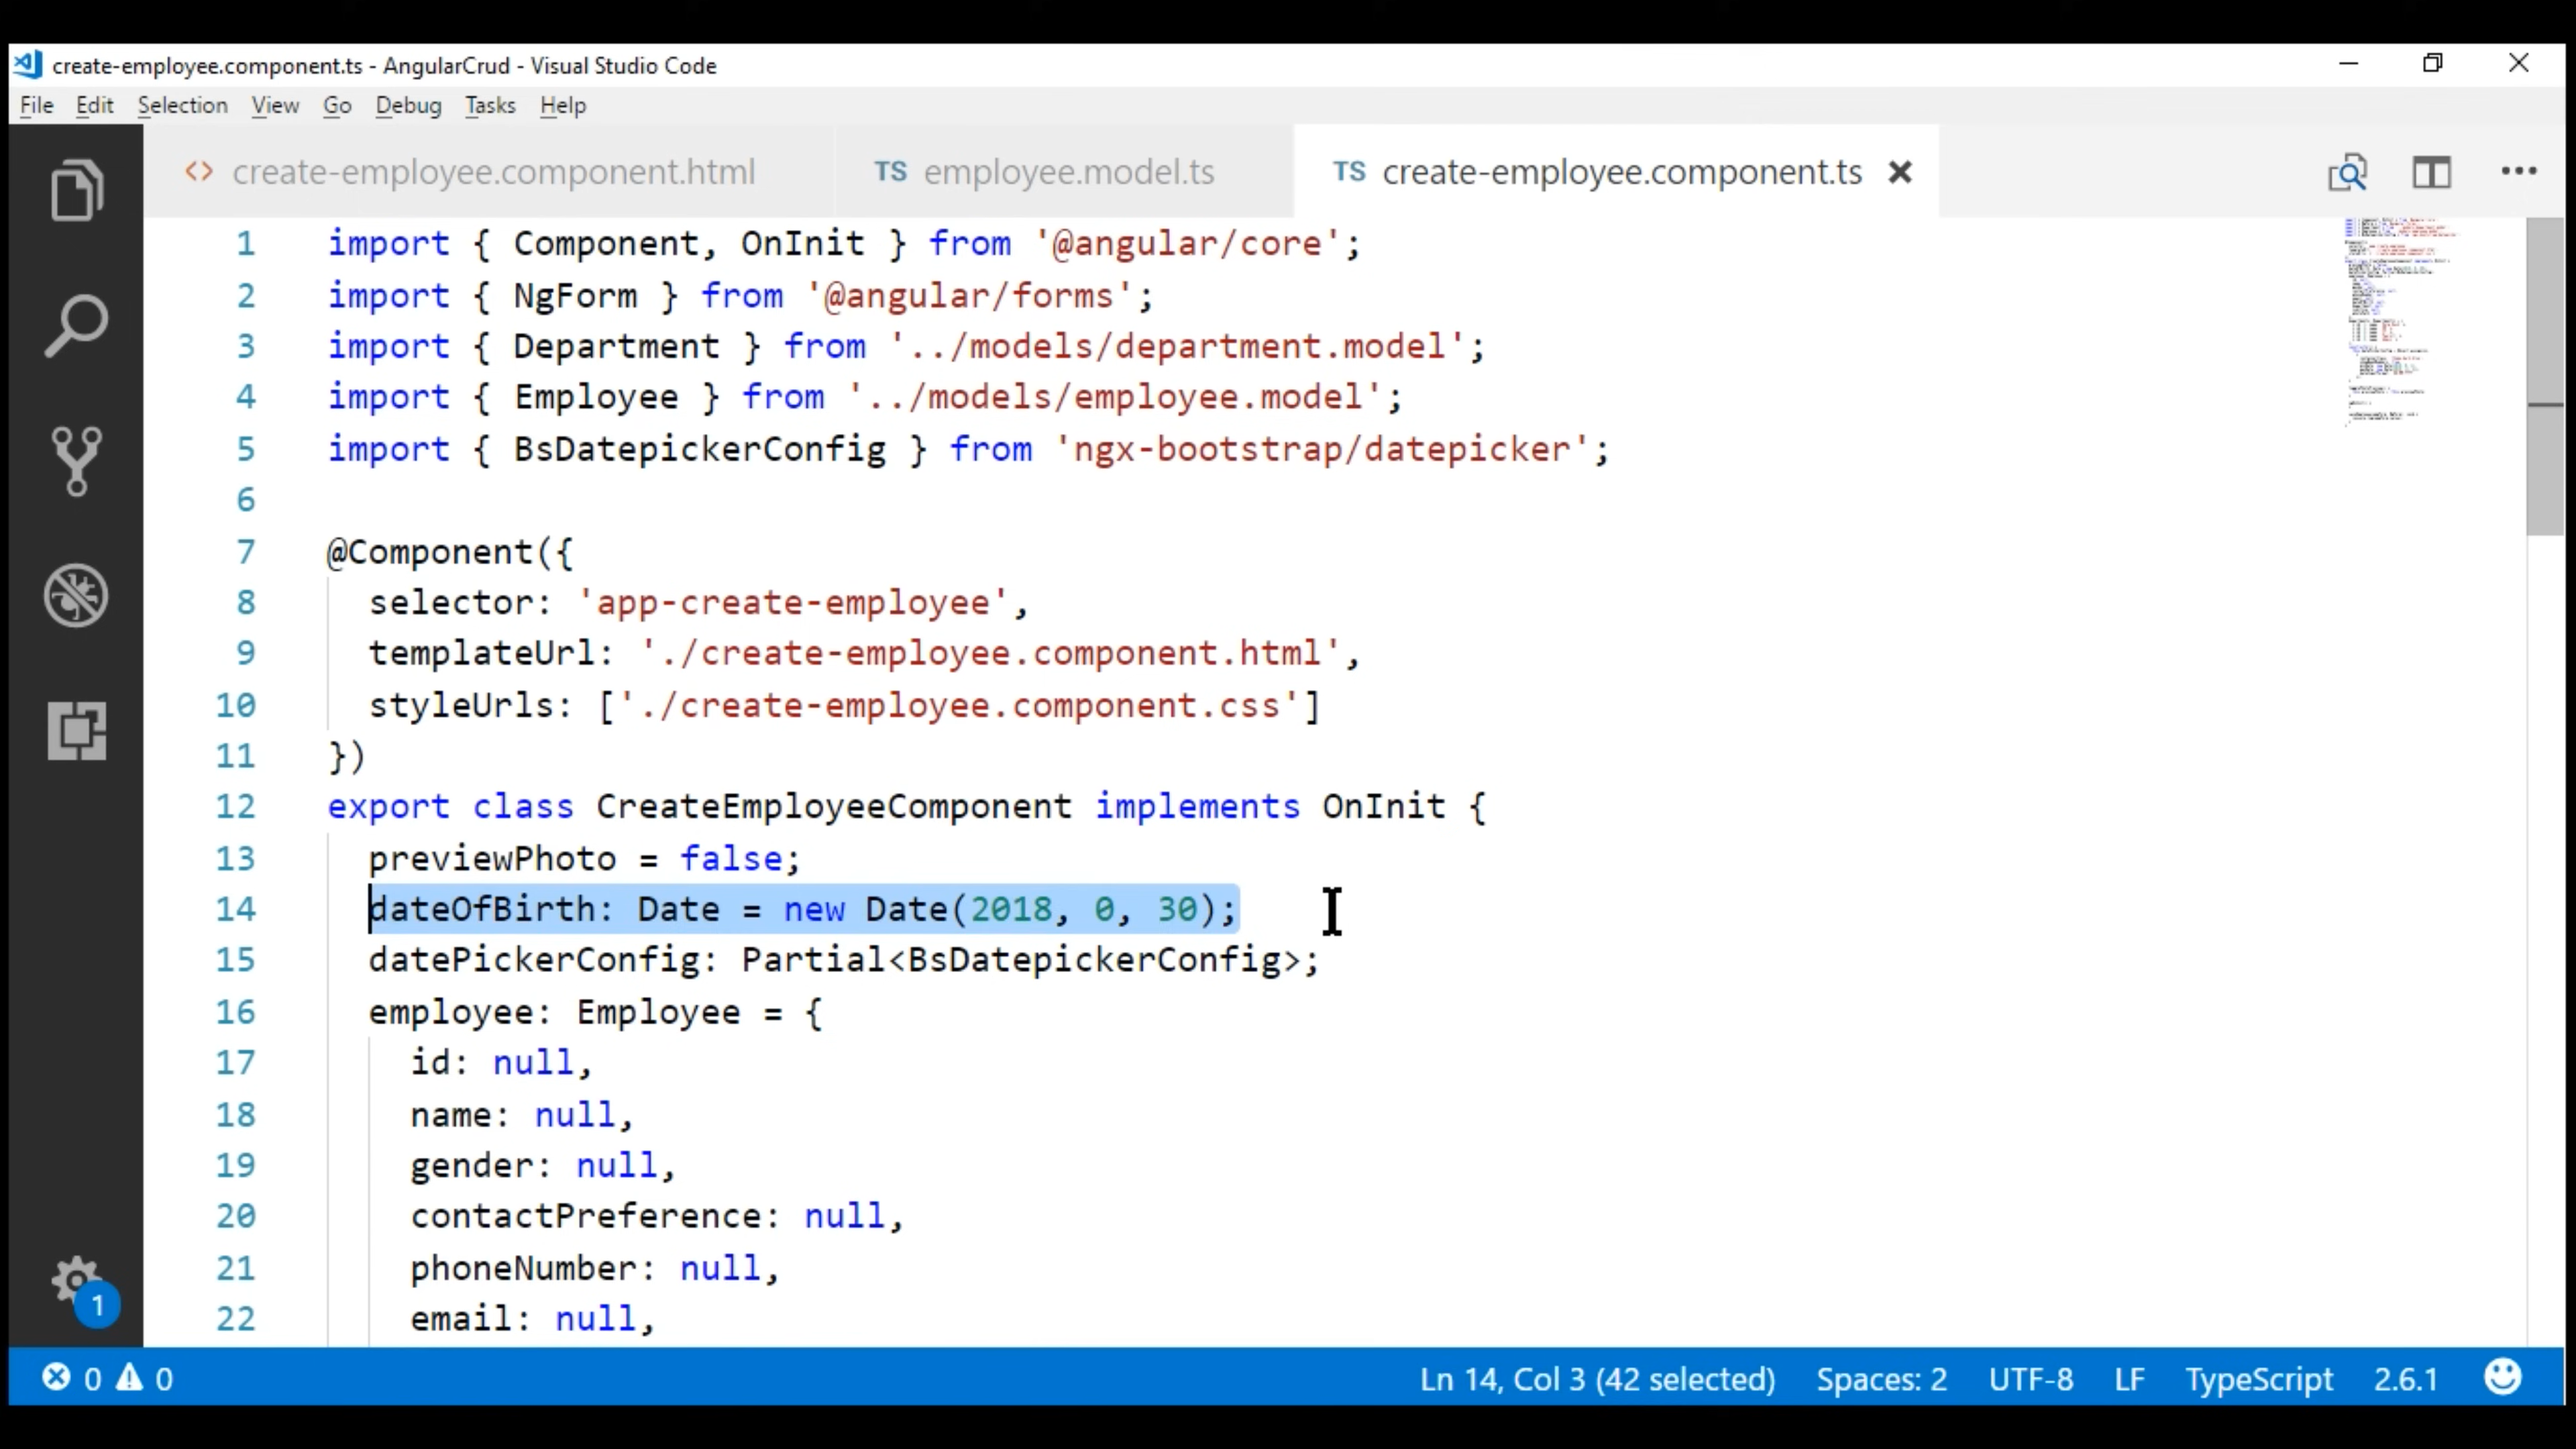 create-employee.component.ts - AngularCrud - Visual Studio Code
File Edit Selection View Go Debug Tasks Help
<> create-employee.component.html TS employee.model.ts TS create-employee.component.ts
1 import { Component, OnInit } from '@angular/core';
2 import { NgForm } from '@angular/forms';
3 import { Department } from '../models/department.model';
4 import { Employee } from '../models/employee.model';
5 import { BsDatepickerConfig } from 'ngx-bootstrap/datepicker';
6
7 @Component({
8 selector: 'app-create-employee',
9 templateUrl: './create-employee.component.html',
10 styleUrls: ['./create-employee.component.css']
11 })
12 export class CreateEmployeeComponent implements OnInit {
13 previewPhoto = false;
14 dateOfBirth: Date = new Date(2018, 0, 30);
15 datePickerConfig: Partial<BsDatepickerConfig>;
16 employee: Employee = {
17 id: null,
18 name: null,
19 gender: null,
20 contactPreference: null,
21 phoneNumber: null,
22 email: null,
1
0 0 Ln 14, Col 3 (42 selected) Spaces: 2 UTF-8 LF TypeScript 2.6.1